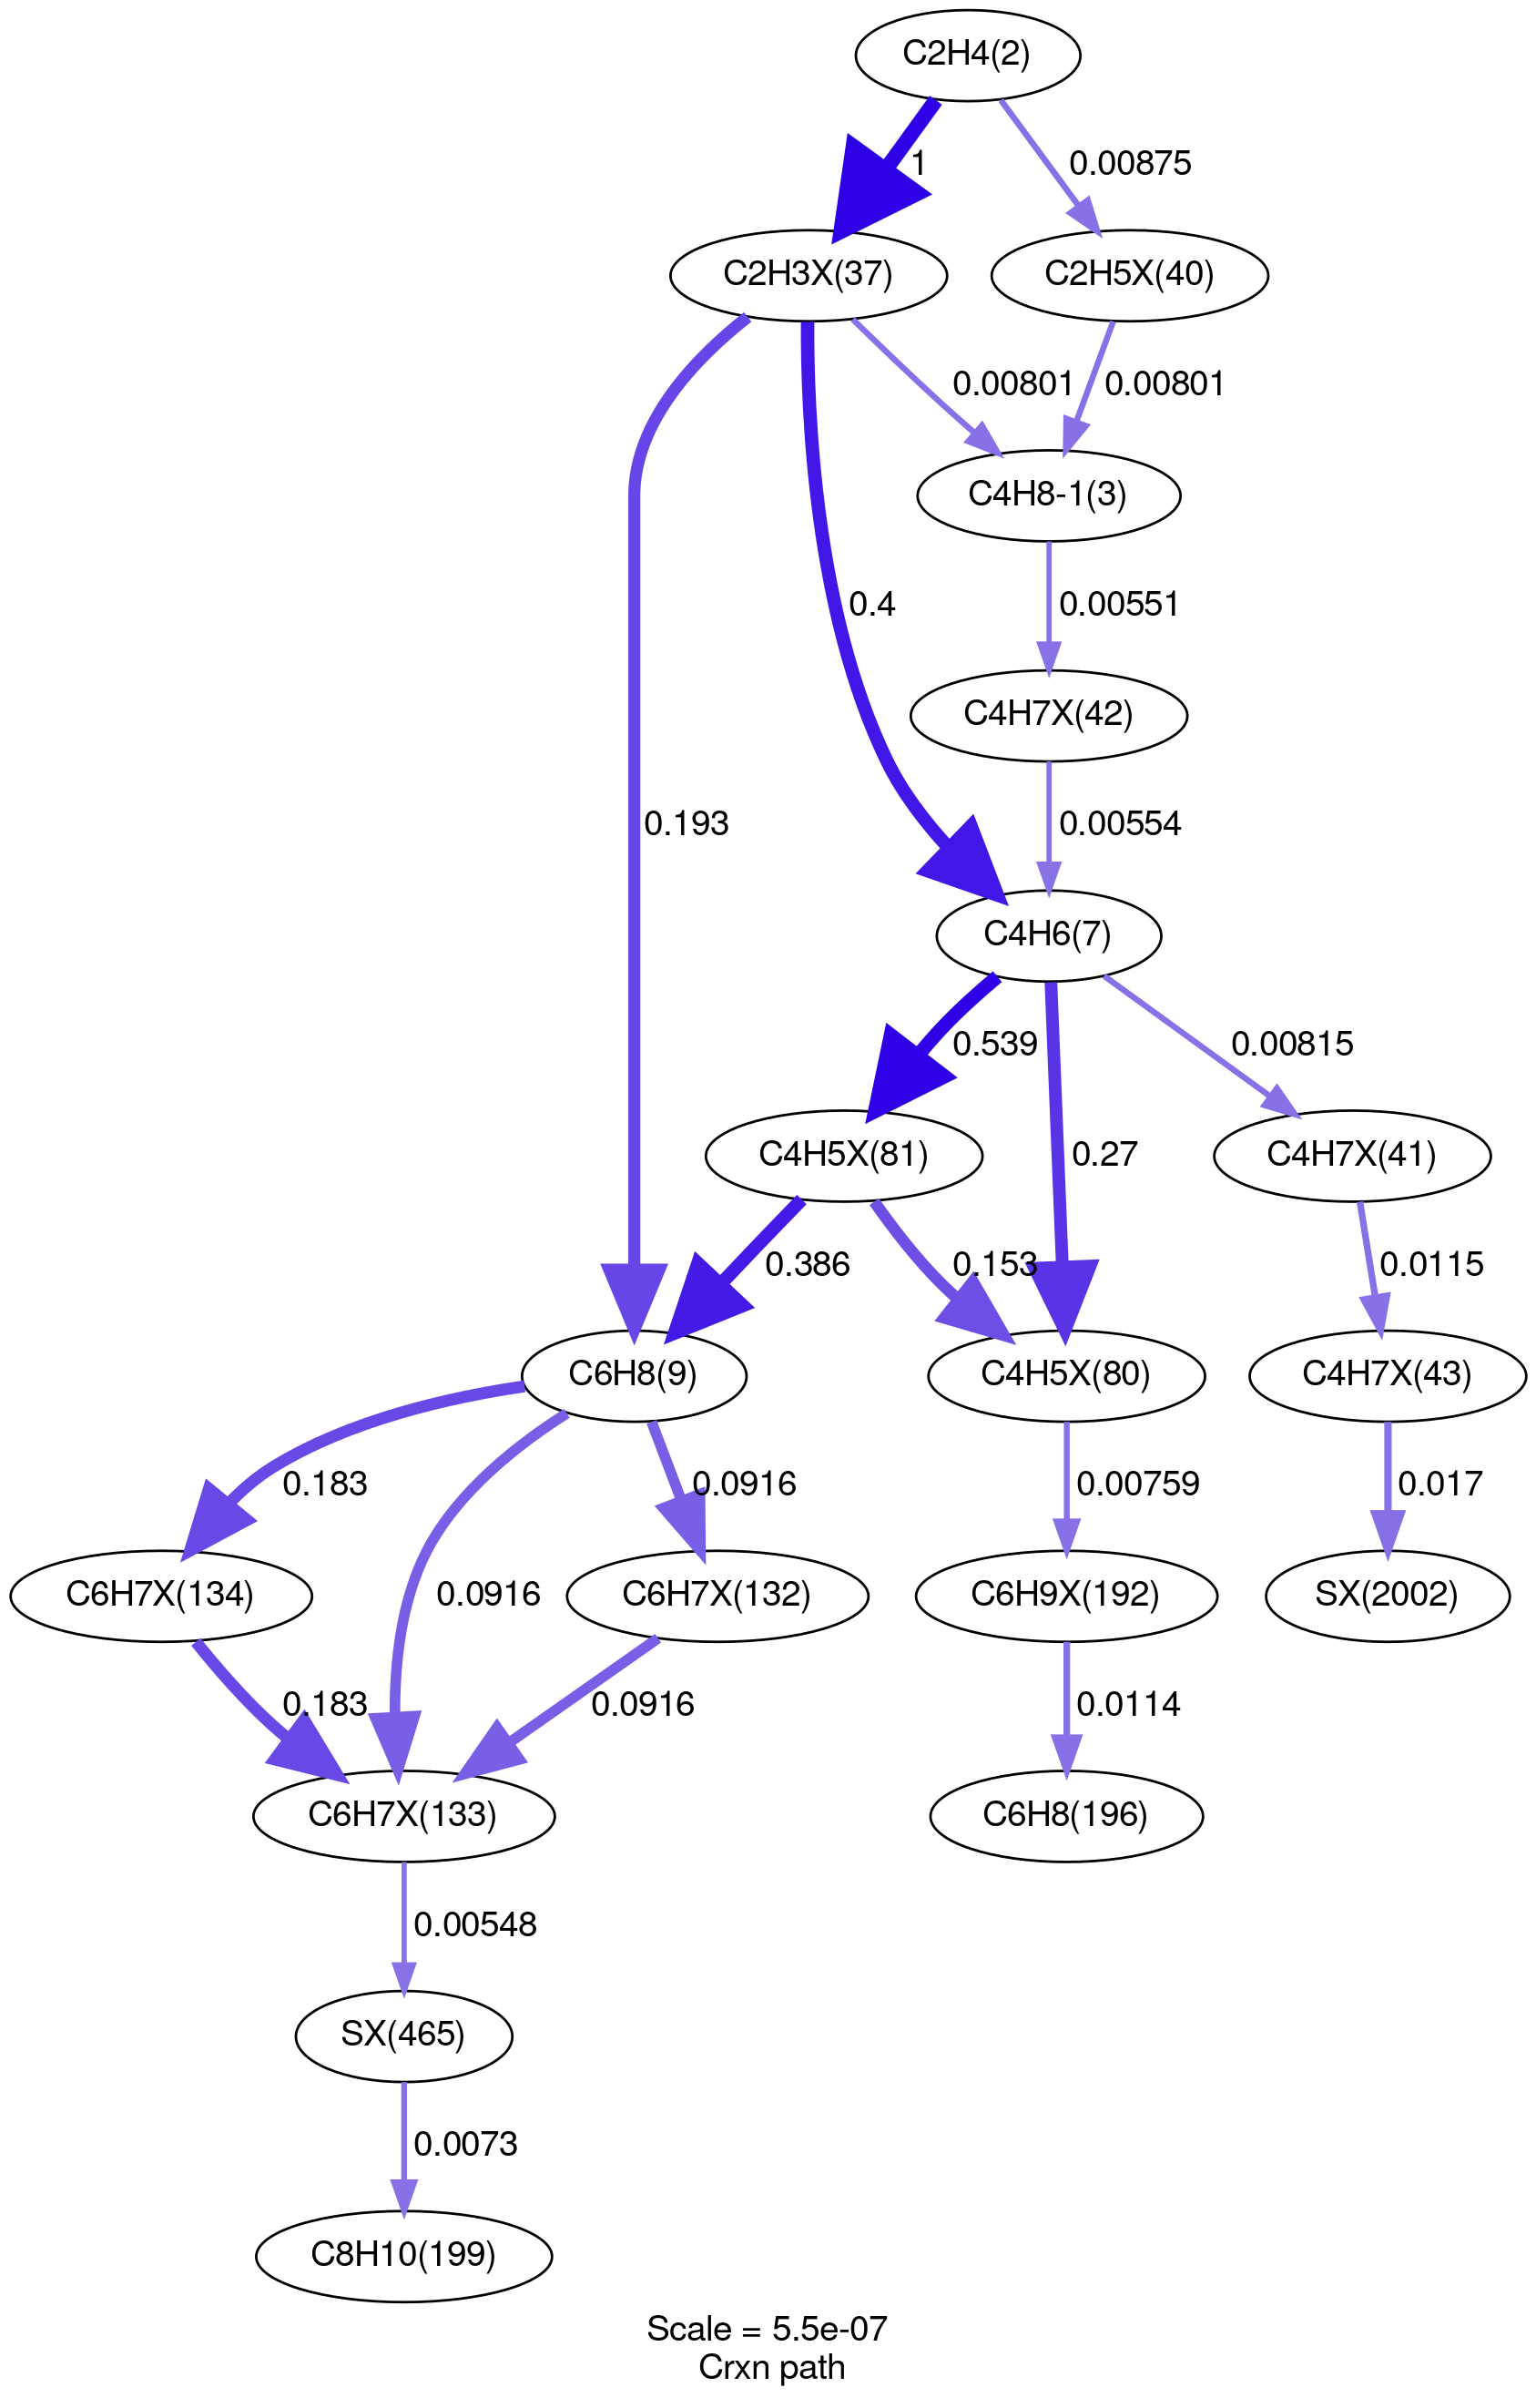 C2H4(2)
1
0.00875
C2H3X(37)
C2H5X(40)
0.00801
0.00801
C4H8-1(3)
0.4
0.00551
C4H7X(42)
0.193
0.00554
C4H6(7)
0.539
0.00815
C4H5X(81)
0.27
C4H7X(41)
0.386
0.153
0.0115
C6H8(9)
C4H5X(80)
C4H7X(43)
0.183
0.0916
0.00759
0.017
C6H7X(134)
0.0916
C6H7X(132)
C6H9X(192)
SX(2002)
0.183
0.0916
0.0114
C6H7X(133)
C6H8(196)
0.00548
SX(465)
0.0073
C8H10(199)
Scale = 5.5e-07
Crxn path